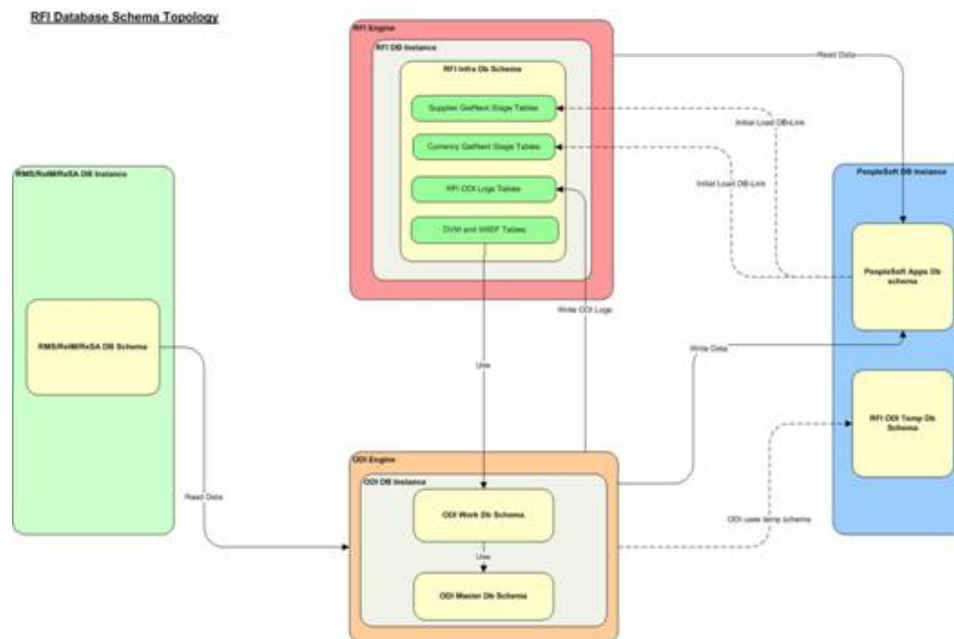 RFI Database Schema Topology
RFI Engine
RFI DB Instance
RFI Infra Db Schema
Supplier GetNext Stage Tables
Currency GetNext Stage Tables
RFI ODI Logs Tables
DVM and XREF Tables
Read Data
Initial Load DB-Link
Initial Load DB-Link
RMS/ReIM/ReSA DB Instance
RMS/ReIM/ReSA DB Schema
PeopleSoft DB Instance
PeopleSoft Apps Db
schema
RFI ODI Temp Db
Schema
Write ODI Logs
Write Data
Use
Read Data
ODI uses temp schema
ODI Engine
ODI DB Instance
ODI Work Db Schema
Use
ODI Master Db Schema